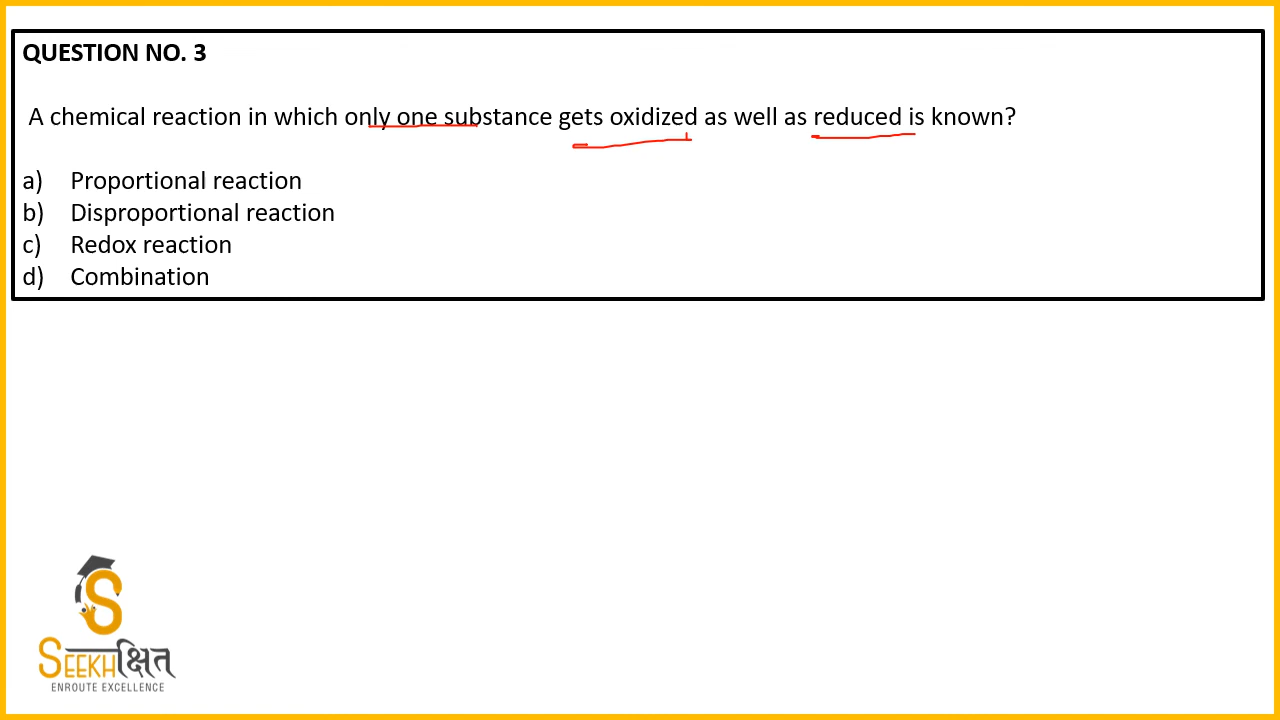 QUESTION NO. 3
A chemical reaction in which only one substance gets oxidized as well as reduced is known?
a) Proportional reaction
b) Disproportional reaction
c) Redox reaction
d) Combination
S
SEEKHक्षित
ENROUTE EXCELLENCE